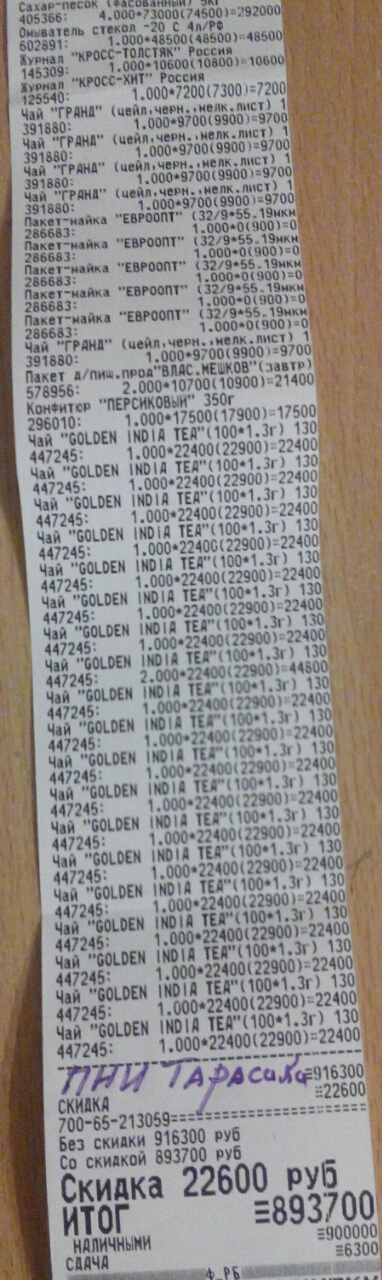 Сахар-песок (фасованный) 5кг
405366: 4.000*73000(74500)=292000
Омыватель стекол -20 С 4л/РФ
602891: 1.000*48500(48500)=48500
Журнал "КРОСС-ТОЛСТЯК" Россия
145309: 1.000*10600(10800)=10600
Журнал "КРОСС-ХИТ" Россия
125540: 1.000*7200(7300)=7200
Чай "ГРАНД" (цейл,черн.,мелк.лист) 1
391880: 1.000*9700(9900)=9700
Чай "ГРАНД" (цейл,черн.,мелк.лист) 1
391880: 1.000*9700(9900)=9700
Чай "ГРАНД" (цейл,черн.,мелк.лист) 1
391880: 1.000*9700(9900)=9700
Чай "ГРАНД" (цейл,черн.,мелк.лист) 1
391880: 1.000*9700(9900)=9700
Пакет-майка "ЕВРООПТ" (32/9*55.19мкм
286683: 1.000*0(900)=0
Пакет-майка "ЕВРООПТ" (32/9*55.19мкм
286683: 1.000*0(900)=0
Пакет-майка "ЕВРООПТ" (32/9*55.19мкм
286683: 1.000*0(900)=0
Пакет-майка "ЕВРООПТ" (32/9*55.19мкм
286683: 1.000*0(900)=0
Пакет-майка "ЕВРООПТ" (32/9*55.19мкм
286683: 1.000*0(900)=0
Чай "ГРАНД" (цейл,черн.,мелк.лист) 1
391880: 1.000*9700(9900)=9700
Пакет д/пищ.прод"ВЛАС.МЕШКОВ"(завтр)
578956: 2.000*10700(10900)=21400
Конфитюр "ПЕРСИКОВЫЙ" 350г
296010: 1.000*17500(17900)=17500
Чай "GOLDEN INDIA TEA"(100*1.3г) 130
447245: 1.000*22400(22900)=22400
Чай "GOLDEN INDIA TEA"(100*1.3г) 130
447245: 1.000*22400(22900)=22400
Чай "GOLDEN INDIA TEA"(100*1.3г) 130
447245: 1.000*22400(22900)=22400
Чай "GOLDEN INDIA TEA"(100*1.3г) 130
447245: 1.000*22400(22900)=22400
Чай "GOLDEN INDIA TEA"(100*1.3г) 130
447245: 1.000*22400(22900)=22400
Чай "GOLDEN INDIA TEA"(100*1.3г) 130
447245: 1.000*22400(22900)=22400
Чай "GOLDEN INDIA TEA"(100*1.3г) 130
447245: 1.000*22400(22900)=22400
Чай "GOLDEN INDIA TEA"(100*1.3г) 130
447245: 2.000*22400(22900)=44800
Чай "GOLDEN INDIA TEA"(100*1.3г) 130
447245: 1.000*22400(22900)=22400
Чай "GOLDEN INDIA TEA"(100*1.3г) 130
447245: 1.000*22400(22900)=22400
Чай "GOLDEN INDIA TEA"(100*1.3г) 130
447245: 1.000*22400(22900)=22400
Чай "GOLDEN INDIA TEA"(100*1.3г) 130
447245: 1.000*22400(22900)=22400
Чай "GOLDEN INDIA TEA"(100*1.3г) 130
447245: 1.000*22400(22900)=22400
Чай "GOLDEN INDIA TEA"(100*1.3г) 130
447245: 1.000*22400(22900)=22400
Чай "GOLDEN INDIA TEA"(100*1.3г) 130
447245: 1.000*22400(22900)=22400
Чай "GOLDEN INDIA TEA"(100*1.3г) 130
447245: 1.000*22400(22900)=22400
Чай "GOLDEN INDIA TEA"(100*1.3г) 130
447245: 1.000*22400(22900)=22400
Чай "GOLDEN INDIA TEA"(100*1.3г) 130
447245: 1.000*22400(22900)=22400
Чай "GOLDEN INDIA TEA"(100*1.3г) 130
447245: 1.000*22400(22900)=22400
ПНИ Тарасики ≡916300
СКИДКА ≡22600
700-65-213059
Без скидки 916300 руб
Со скидкой 893700 руб
Скидка 22600 руб
ИТОГ ≡893700
НАЛИЧНЫМИ ≡900000
СДАЧА ≡6300